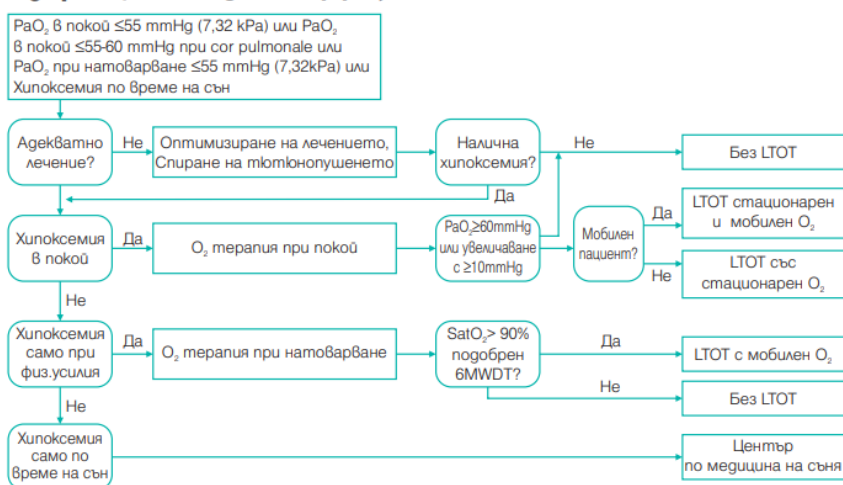 PaO₂ в покой ≤55 mmHg (7,32 kPa) или PaO₂
в покой ≤55-60 mmHg при cor pulmonale или
PaO₂ при натоварване ≤55 mmHg (7,32kPa) или
Хипоксемия по време на сън
Адекватно
лечение?
Не
Оптимизиране на лечението,
Спиране на тютюнопушенето
Налична
хипоксемия?
Не
Без LTOT
Да
Хипоксемия
в покой
Да
O₂ терапия при покой
PaO₂≥60mmHg
или увеличаване
с ≥10mmHg
Мобилен
пациент?
Да
LTOT стационарен
и мобилен O₂
Не
LTOT със
стационарен O₂
Не
Хипоксемия
само при
физ.усилия
Да
O₂ терапия при натоварване
SatO₂> 90%
подобрен
6MWDT?
Да
LTOT с мобилен O₂
Не
Без LTOT
Не
Хипоксемия
само по
време на сън
Център
по медицина на съня